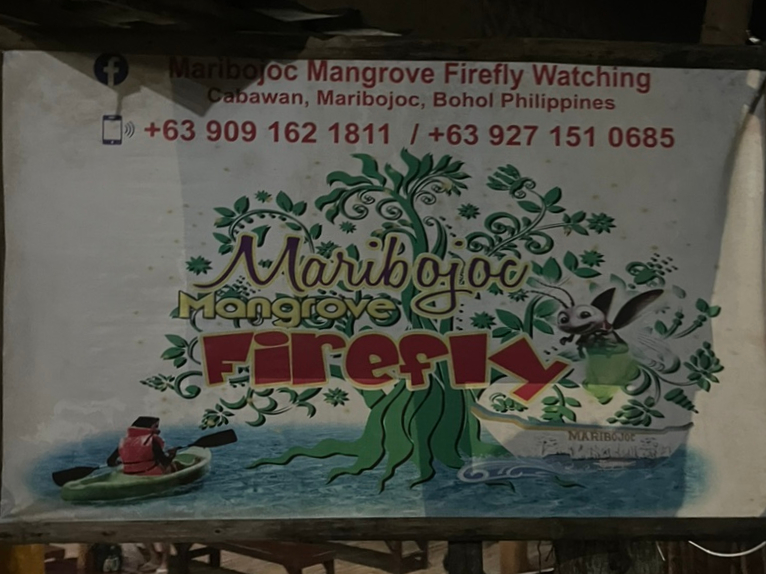 Maribojoc Mangrove Firefly Watching
Cabawan, Maribojoc, Bohol Philippines
+63 909 162 1811 / +63 927 151 0685
Maribojoc
Mangrove
Firefly
MARIBOJOC